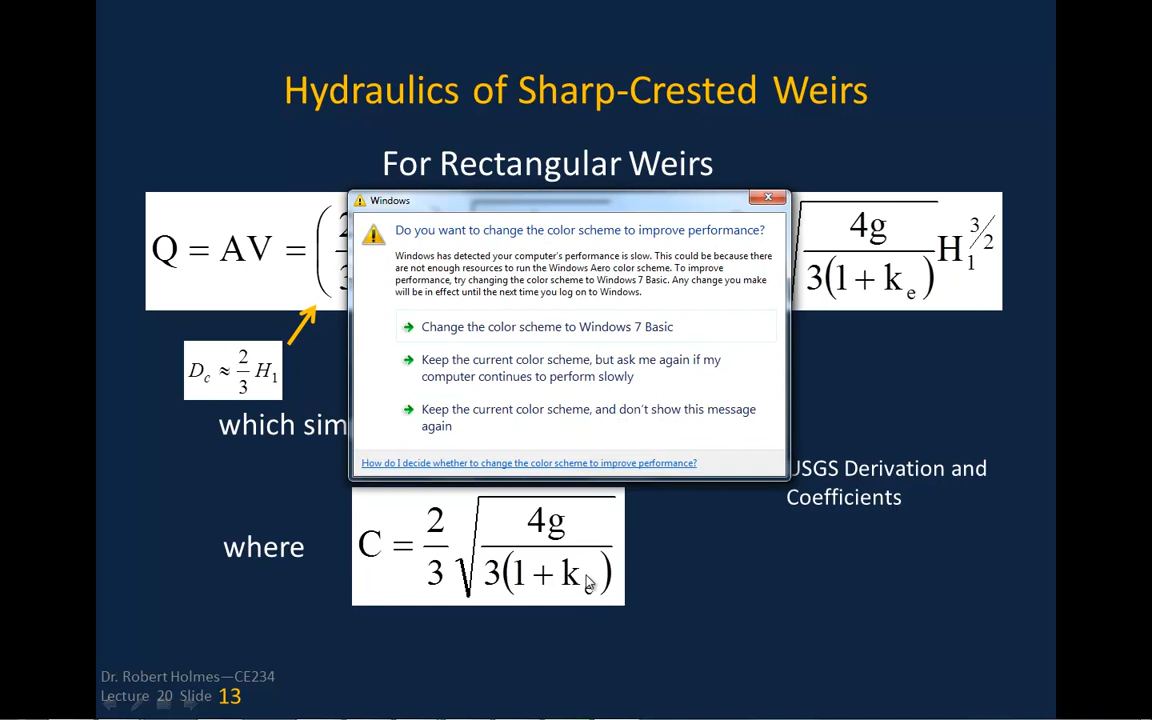 Hydraulics of Sharp-Crested Weirs
For Rectangular Weirs
Windows
Q = AV = ( 2/3
√(4g / 3(1 + k_e)) H_1^{3/2}
Do you want to change the color scheme to improve performance?
Windows has detected your computer's performance is slow. This could be because there
are not enough resources to run the Windows Aero color scheme. To improve
performance, try changing the color scheme to Windows 7 Basic. Any change you make
will be in effect until the next time you log on to Windows.
Change the color scheme to Windows 7 Basic
Keep the current color scheme, but ask me again if my
computer continues to perform slowly
Keep the current color scheme, and don't show this message
again
How do I decide whether to change the color scheme to improve performance?
D_c ≈ 2/3 H_1
which sim
USGS Derivation and
Coefficients
where
C = 2/3 √(4g / 3(1 + k_e))
Dr. Robert Holmes—CE234
Lecture 20 Slide 13